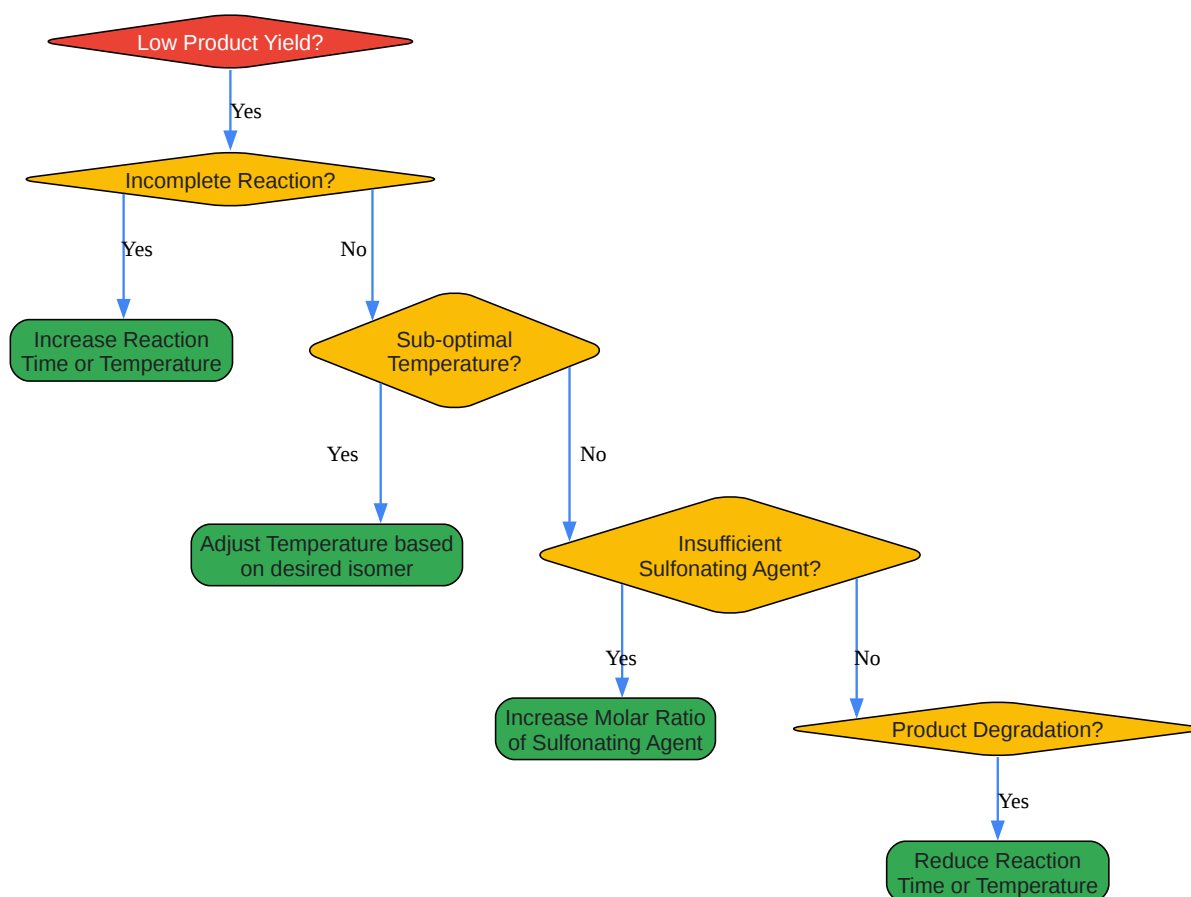 Low Product Yield?
Yes
Incomplete Reaction?
Yes
No
Increase Reaction
Time or Temperature
Sub-optimal
Temperature?
Yes
No
Adjust Temperature based
on desired isomer
Insufficient
Sulfonating Agent?
Yes
No
Increase Molar Ratio
of Sulfonating Agent
Product Degradation?
Yes
Reduce Reaction
Time or Temperature